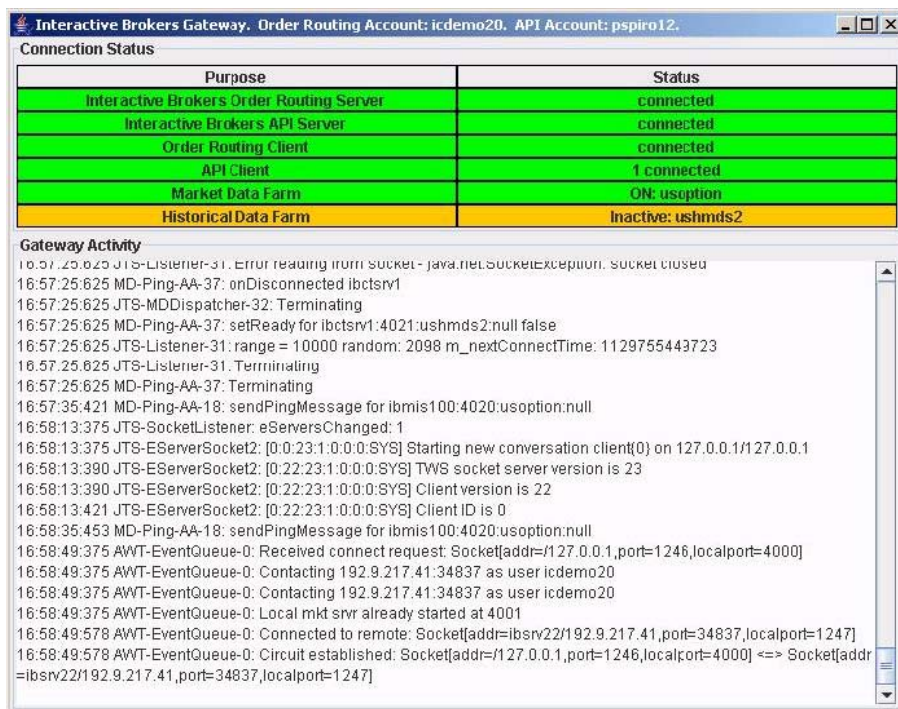 Interactive Brokers Gateway. Order Routing Account: icdemo20. API Account: pspiro12.
Connection Status
Purpose Status
Interactive Brokers Order Routing Server connected
Interactive Brokers API Server connected
Order Routing Client connected
API Client 1 connected
Market Data Farm ON: usoption
Historical Data Farm Inactive: ushmds2
Gateway Activity
16:57:25:625 JTS-Listener-31: Error reading from socket - java.net.SocketException: socket closed
16:57:25:625 MD-Ping-AA-37: onDisconnected ibctsrv1
16:57:25:625 JTS-MDDispatcher-32: Terminating
16:57:25:625 MD-Ping-AA-37: setReady for ibctsrv1:4021:ushmds2:null false
16:57:25:625 JTS-Listener-31: range = 10000 random: 2098 m_nextConnectTime: 1129755449723
16:57:25:625 JTS-Listener-31: Terminating
16:57:25:625 MD-Ping-AA-37: Terminating
16:57:35:421 MD-Ping-AA-18: sendPingMessage for ibmis100:4020:usoption:null
16:58:13:375 JTS-SocketListener: eServersChanged: 1
16:58:13:375 JTS-EServerSocket2: [0:0:23:1:0:0:0:SYS] Starting new conversation client{0} on 127.0.0.1/127.0.0.1
16:58:13:390 JTS-EServerSocket2: [0:22:23:1:0:0:0:SYS] TWS socket server version is 23
16:58:13:390 JTS-EServerSocket2: [0:22:23:1:0:0:0:SYS] Client version is 22
16:58:13:421 JTS-EServerSocket2: [0:22:23:1:0:0:0:SYS] Client ID is 0
16:58:35:453 MD-Ping-AA-18: sendPingMessage for ibmis100:4020:usoption:null
16:58:49:375 AWT-EventQueue-0: Received connect request: Socket[addr=/127.0.0.1,port=1246,localport=4000]
16:58:49:375 AWT-EventQueue-0: Contacting 192.9.217.41:34837 as user icdemo20
16:58:49:375 AWT-EventQueue-0: Contacting 192.9.217.41:34837 as user icdemo20
16:58:49:375 AWT-EventQueue-0: Local mkt srvr already started at 4001
16:58:49:578 AWT-EventQueue-0: Connected to remote: Socket[addr=ibsrv22/192.9.217.41,port=34837,localport=1247]
16:58:49:578 AWT-EventQueue-0: Circuit established: Socket[addr=/127.0.0.1,port=1246,localport=4000] <=> Socket[addr
=ibsrv22/192.9.217.41,port=34837,localport=1247]